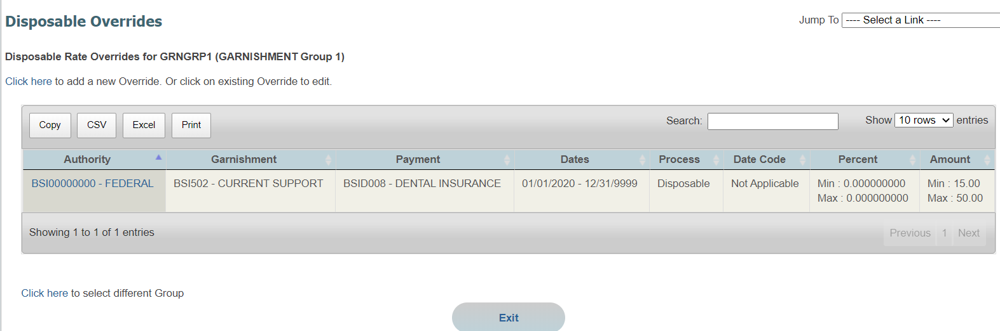 Disposable Overrides
Jump To ---- Select a Link ----
Disposable Rate Overrides for GRNGRP1 (GARNISHMENT Group 1)
Click here to add a new Override. Or click on existing Override to edit.
Copy CSV Excel Print Search: Show 10 rows entries
Authority Garnishment Payment Dates Process Date Code Percent Amount
BSI00000000 - FEDERAL BSI502 - CURRENT SUPPORT BSID008 - DENTAL INSURANCE 01/01/2020 - 12/31/9999 Disposable Not Applicable Min : 0.000000000 Min : 15.00
Max : 0.000000000 Max : 50.00
Showing 1 to 1 of 1 entries Previous 1 Next
Click here to select different Group
Exit